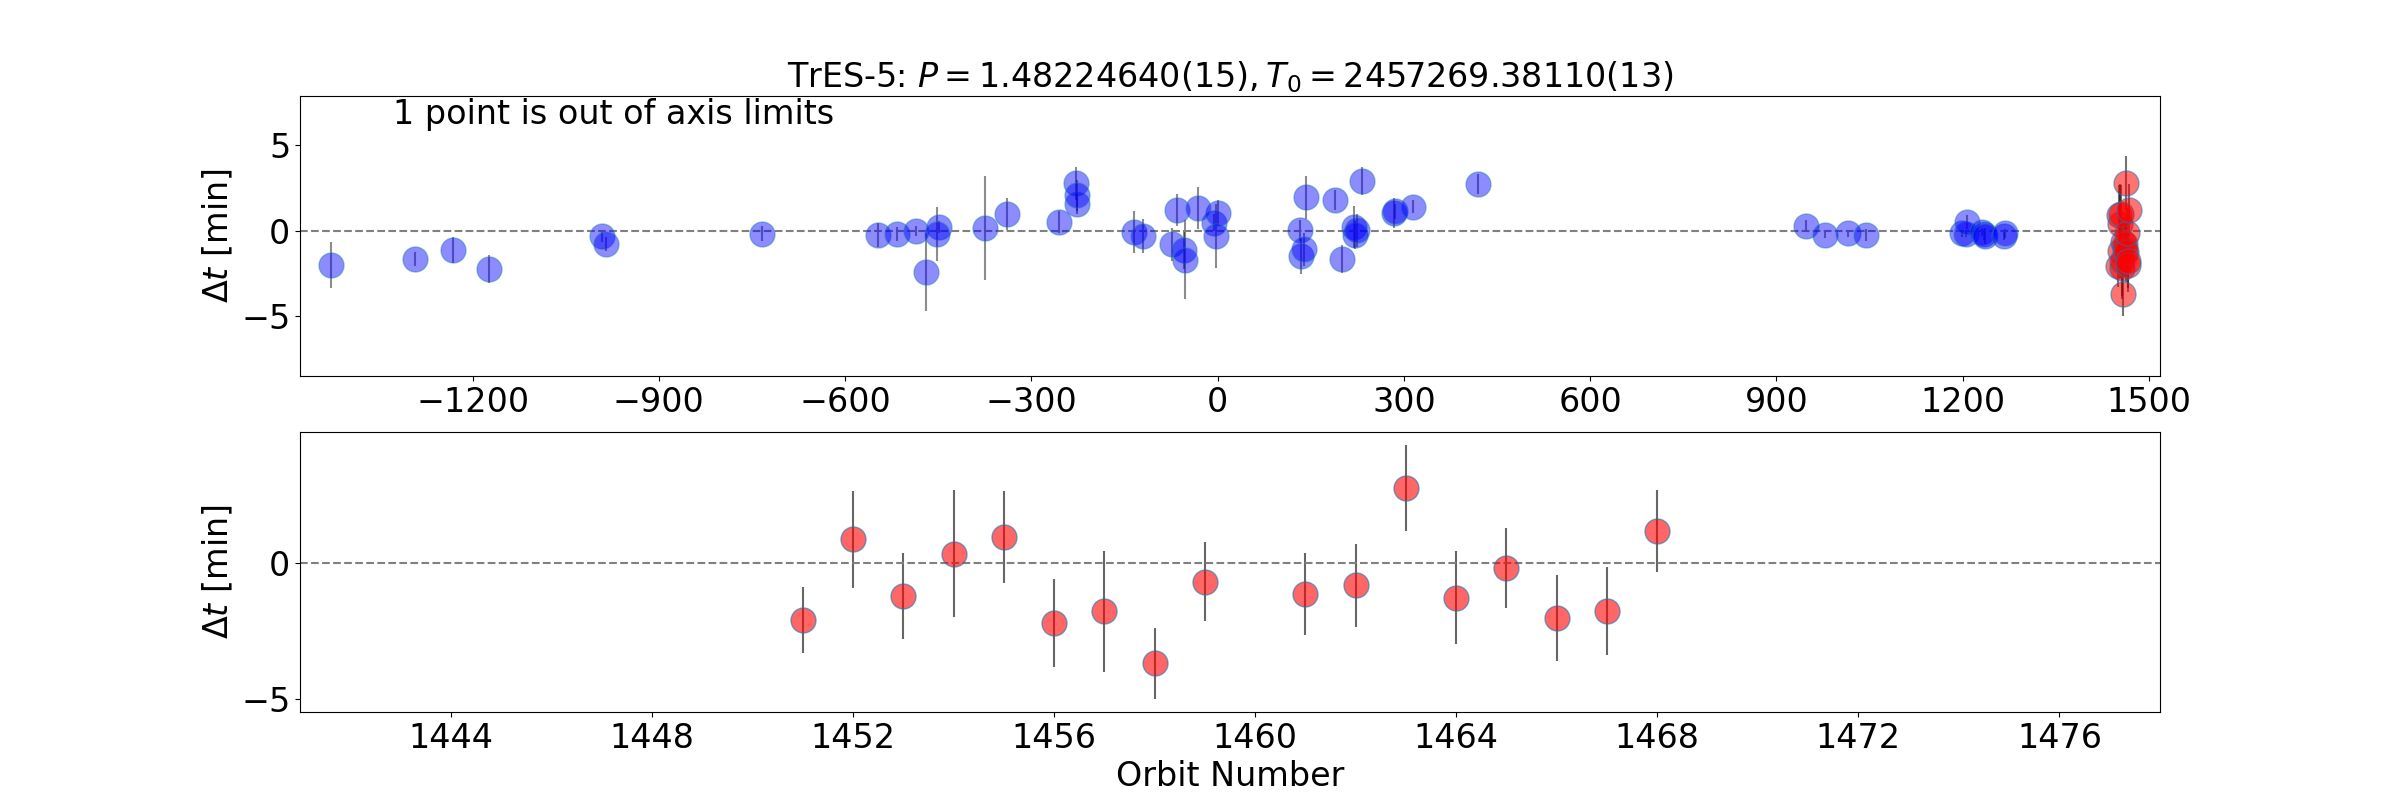 TrES-5: P = 1.48224640(15), T₀ = 2457269.38110(13)
1 point is out of axis limits
Δt [min]
5
0
−5
−1200 −900 −600 −300 0 300 600 900 1200 1500
Δt [min]
0
−5
1444 1448 1452 1456 1460 1464 1468 1472 1476
Orbit Number